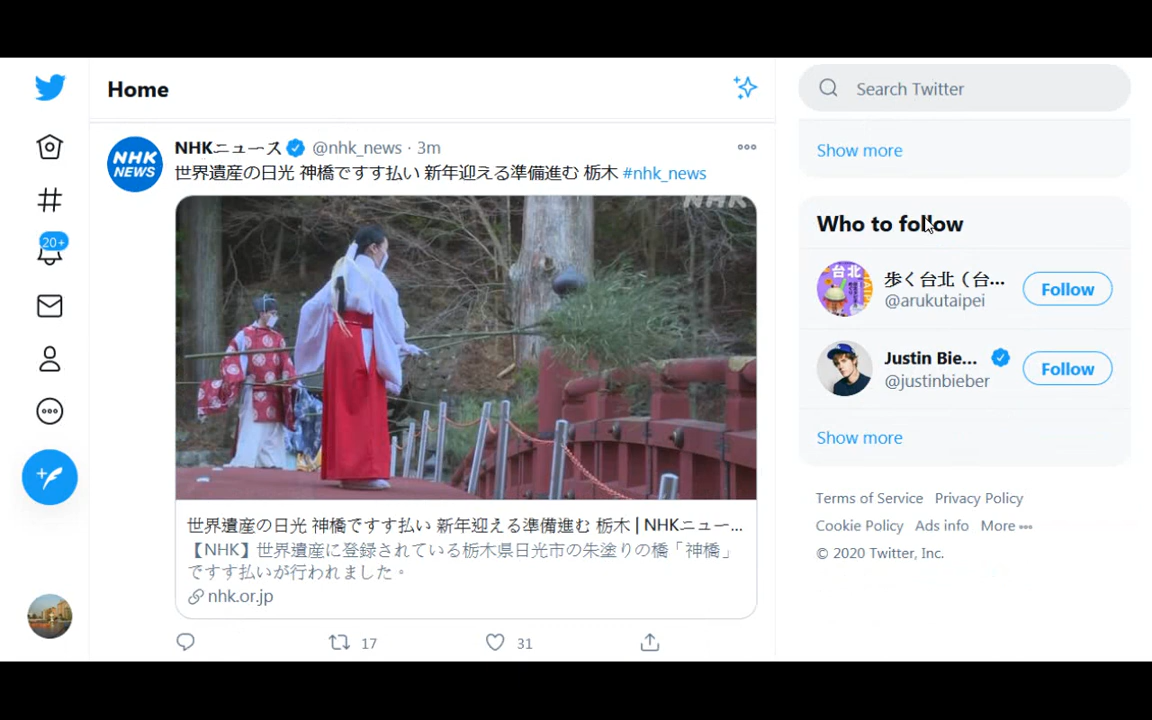 Home
Search Twitter
NHKニュース @nhk_news · 3m
世界遺産の日光 神橋ですす払い 新年迎える準備進む 栃木 #nhk_news
NHK NEWS
NHK
世界遺産の日光 神橋ですす払い 新年迎える準備進む 栃木 | NHKニュー...
【NHK】世界遺産に登録されている栃木県日光市の朱塗りの橋「神橋」
ですす払いが行われました。
nhk.or.jp
17
31
20+
Show more
Who to follow
台北
歩く台北（台...
@arukutaipei
Follow
Justin Bie...
@justinbieber
Follow
Show more
Terms of Service Privacy Policy
Cookie Policy Ads info More
© 2020 Twitter, Inc.